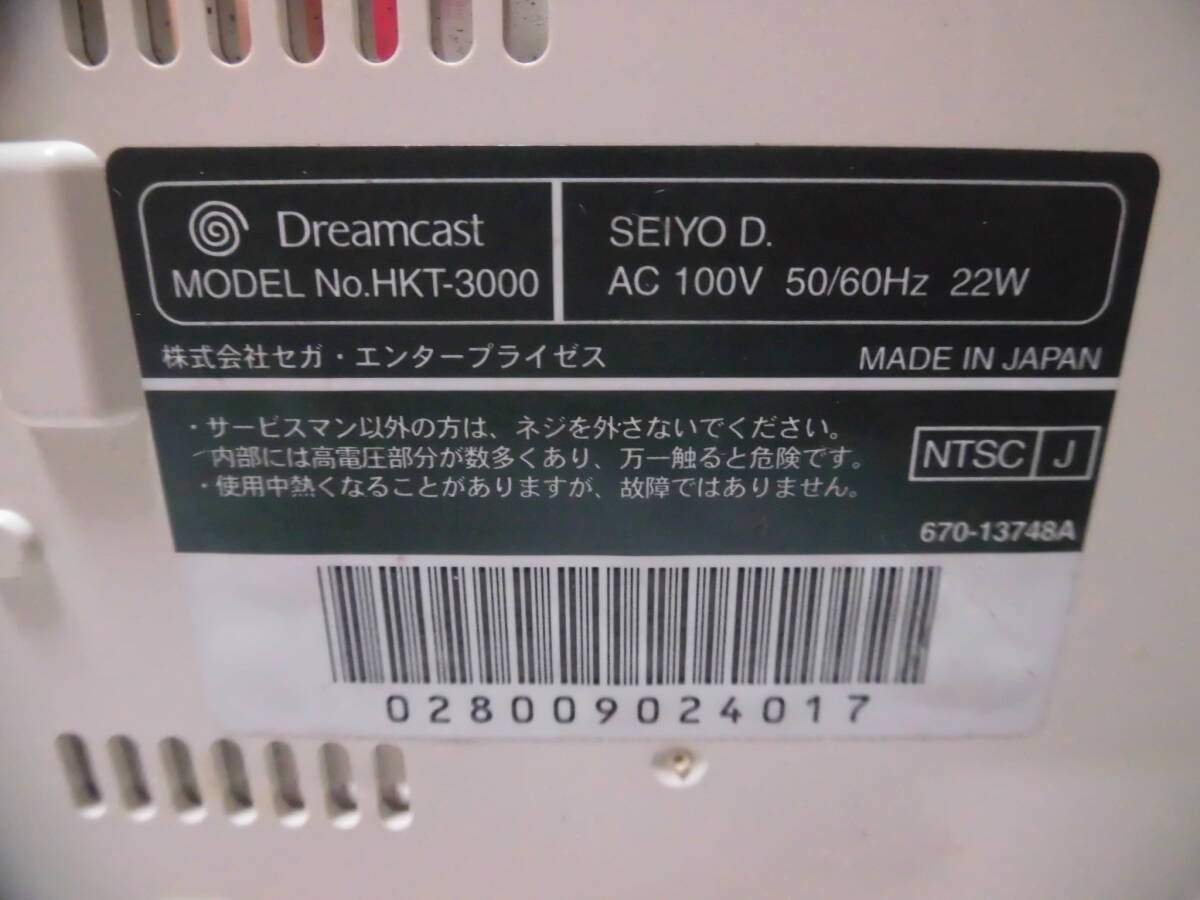 Dreamcast
MODEL No.HKT-3000
SEIYO D.
AC 100V 50/60Hz 22W
株式会社セガ・エンタープライゼス
MADE IN JAPAN
・サービスマン以外の方は、ネジを外さないでください。
内部には高電圧部分が数多くあり、万一触ると危険です。
・使用中熱くなることがありますが、故障ではありません。
NTSC J
670-13748A
028009024017